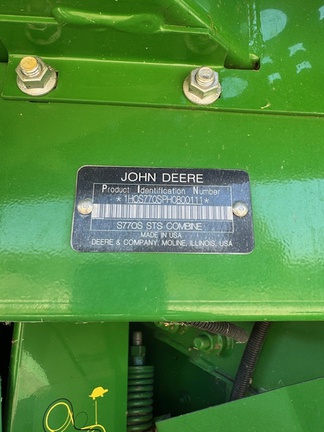 JOHN DEERE
Product Identification Number
*1H0S770SPH0800111*
S770S STS COMBINE
MADE IN USA
DEERE & COMPANY, MOLINE, ILLINOIS, USA